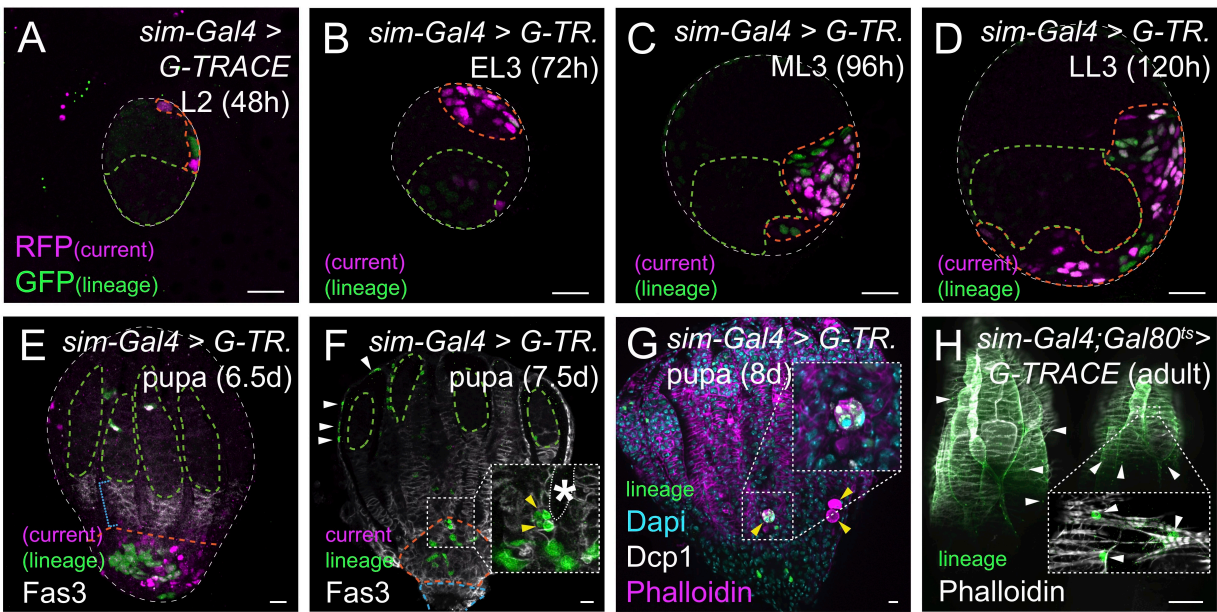 A
sim-Gal4 >
G-TRACE
L2 (48h)
RFP(current)
GFP(lineage)
B
sim-Gal4 > G-TR.
EL3 (72h)
(current)
(lineage)
C
sim-Gal4 > G-TR.
ML3 (96h)
(current)
(lineage)
D
sim-Gal4 > G-TR.
LL3 (120h)
(current)
(lineage)
E
sim-Gal4 > G-TR.
pupa (6.5d)
(current)
(lineage)
Fas3
F
sim-Gal4 > G-TR.
pupa (7.5d)
*
current
lineage
Fas3
G
sim-Gal4 > G-TR.
pupa (8d)
lineage
Dapi
Dcp1
Phalloidin
H
sim-Gal4;Gal80ts>
G-TRACE (adult)
lineage
Phalloidin